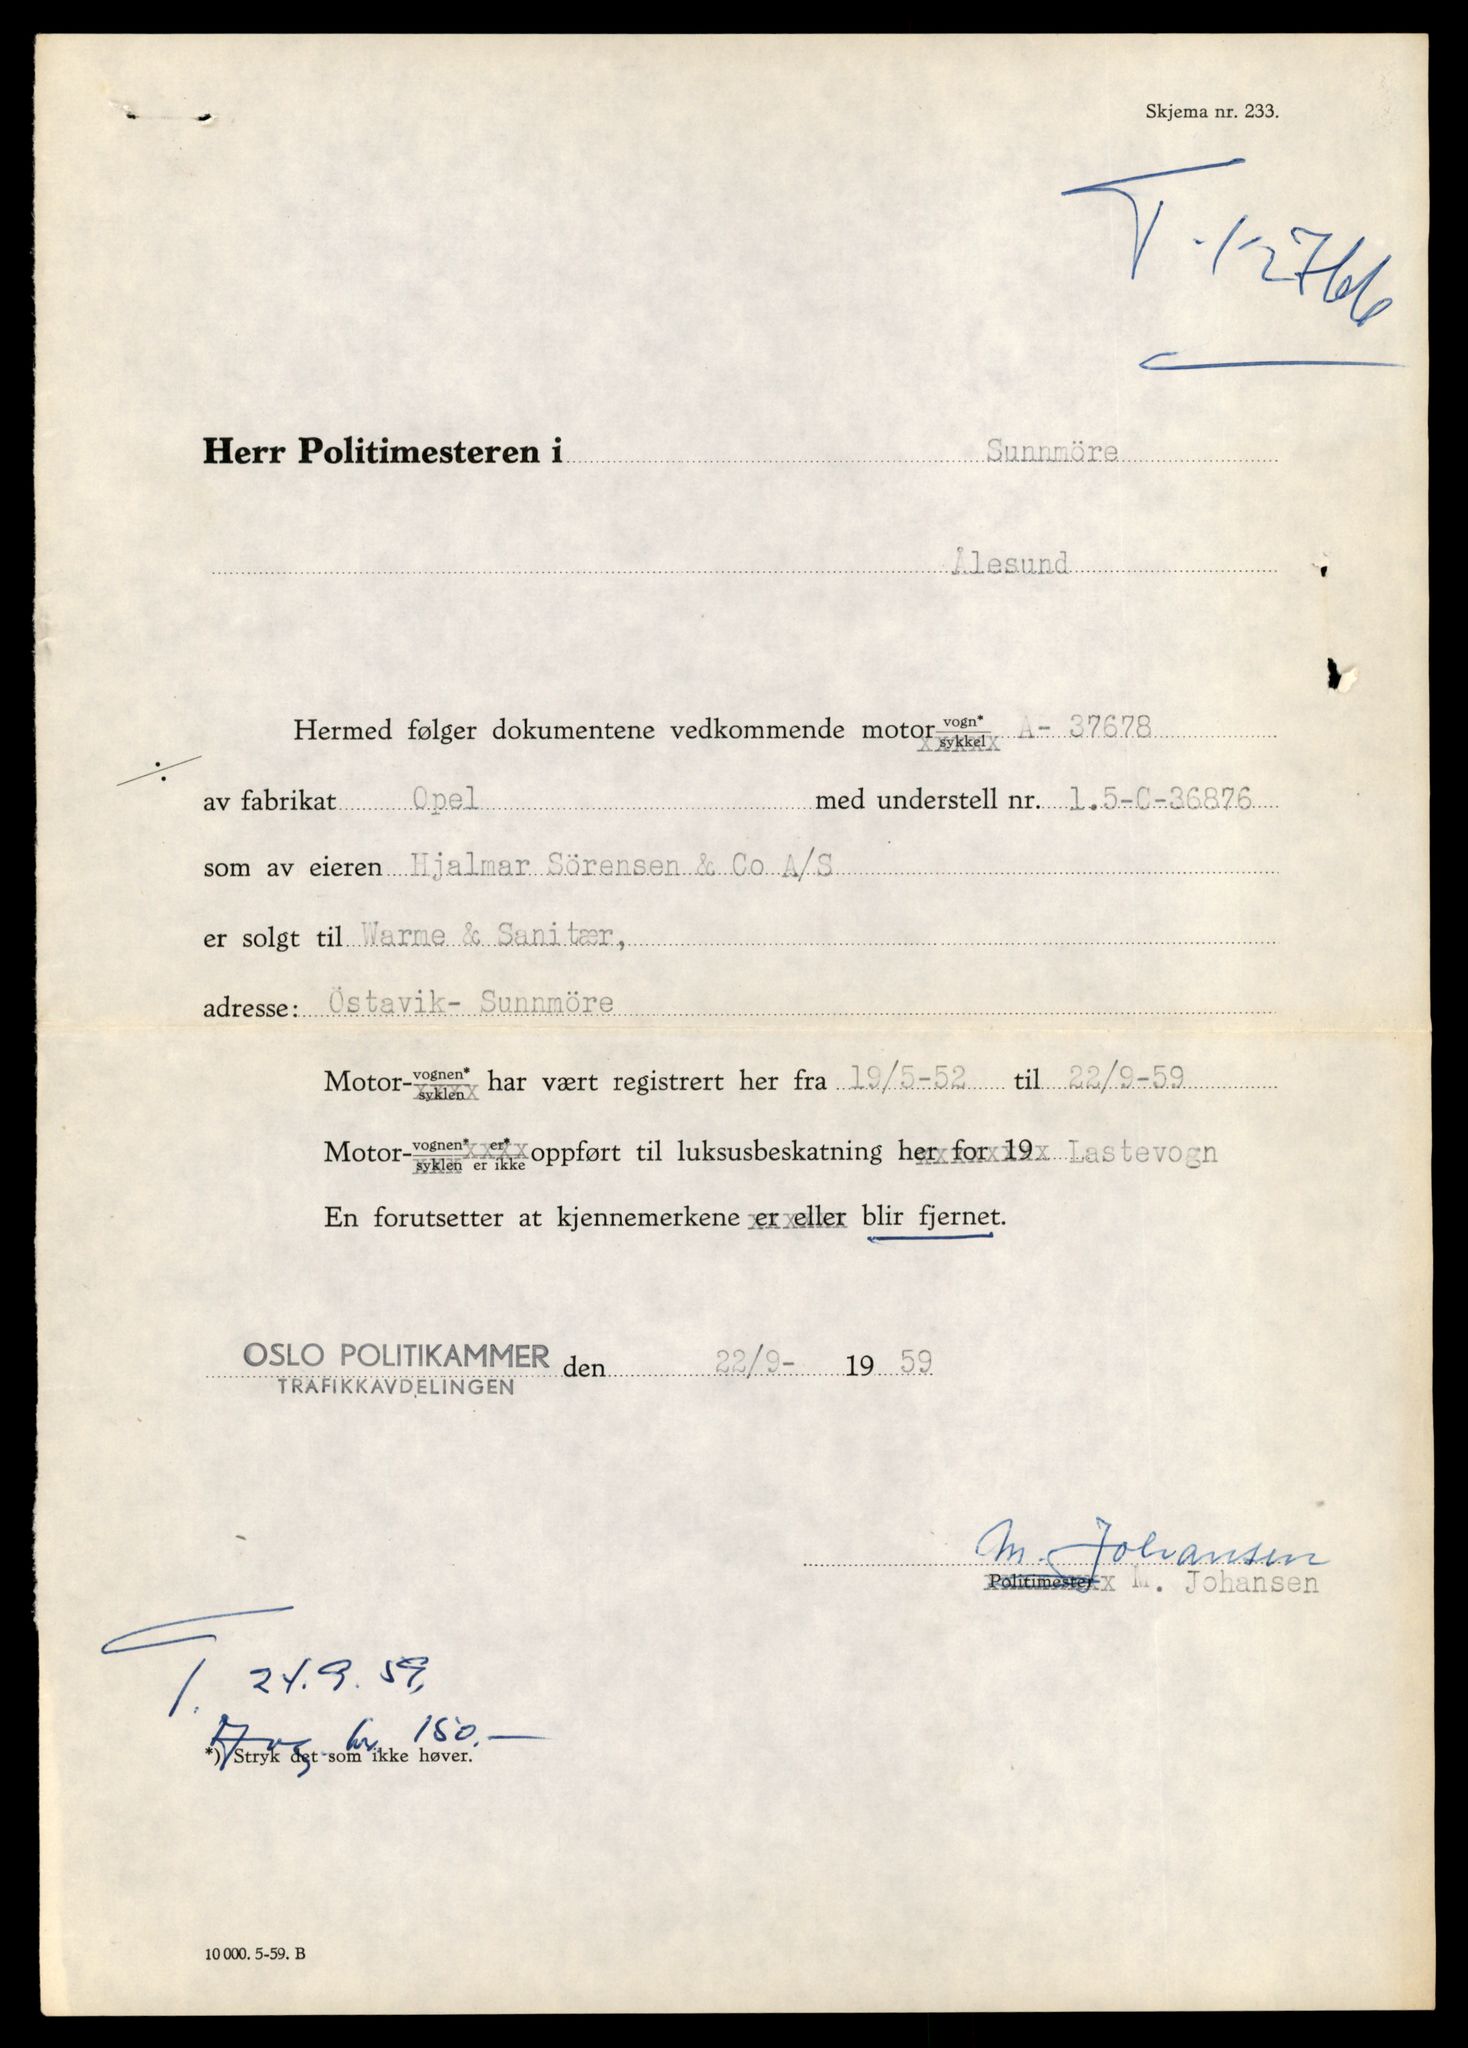 Skjema nr. 233.
T-12766
Herr Politimesteren i Sunnmöre
Ålesund
Hermed følger dokumentene vedkommende motor vogn* sykkel A- 37678
av fabrikat Opel med understell nr. 1.5-C-36876
som av eieren Hjalmar Sörensen & Co A/S
er solgt til Warme & Sanitær,
adresse: Östavik- Sunnmöre
Motor- vognen* syklen har vært registrert her fra 19/5-52 til 22/9-59
Motor- vognen* syklen er* er ikke oppført til luksusbeskatning her for 19 Lastevogn
En forutsetter at kjennemerkene er eller blir fjernet.
OSLO POLITIKAMMER den 22/9- 19 59
TRAFIKKAVDELINGEN
M. Johansen
Politimester M. Johansen
T. 24.9.59,
kr. 150.-
*) Stryk det som ikke høver.
10 000. 5-59. B